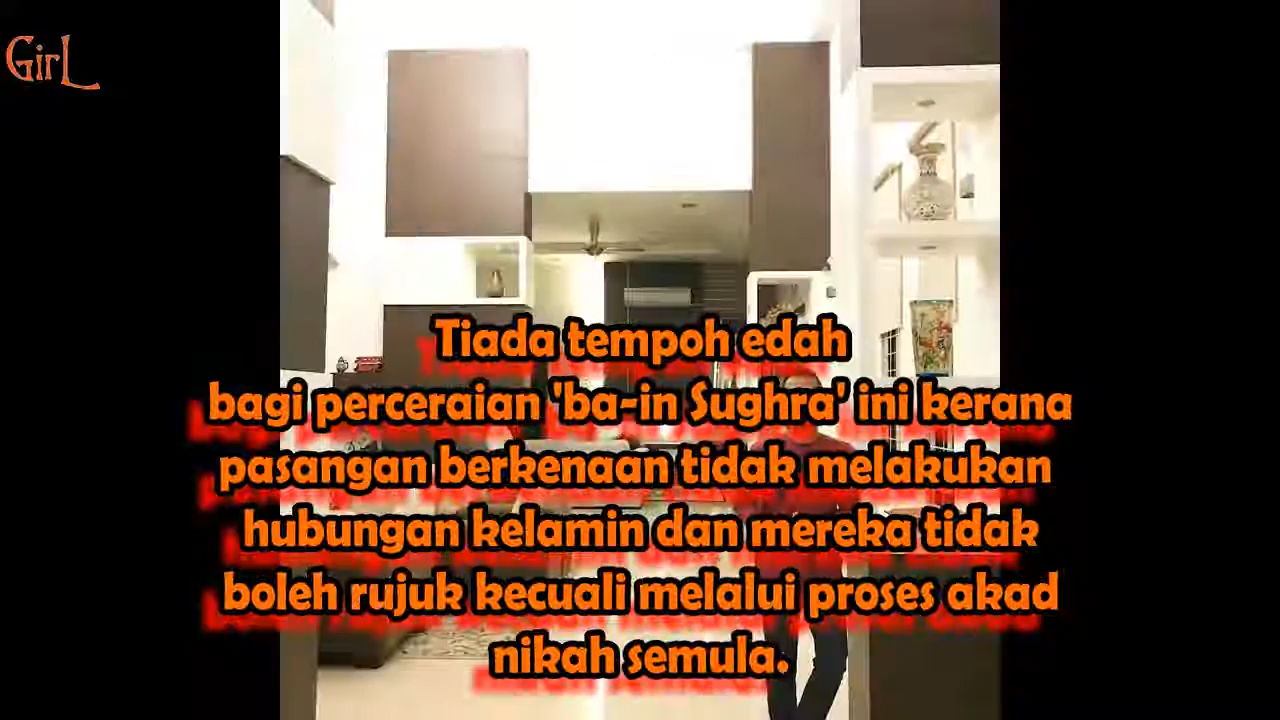 GirL
Tiada tempoh edah
bagi perceraian 'ba-in Sughra' ini kerana
pasangan berkenaan tidak melakukan
hubungan kelamin dan mereka tidak
boleh rujuk kecuali melalui proses akad
nikah semula.